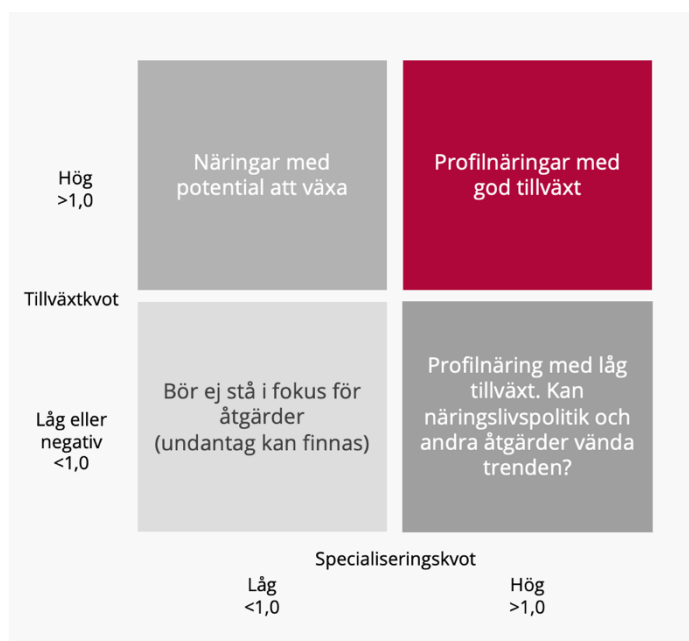 Näringar med
potential att växa
Profilnäringar med
god tillväxt
Hög
>1,0
Tillväxtkvot
Bör ej stå i fokus för
åtgärder
(undantag kan finnas)
Profilnäring med låg
tillväxt. Kan
näringslivspolitik och
andra åtgärder vända
trenden?
Låg eller
negativ
<1,0
Specialiseringskvot
Låg
<1,0
Hög
>1,0